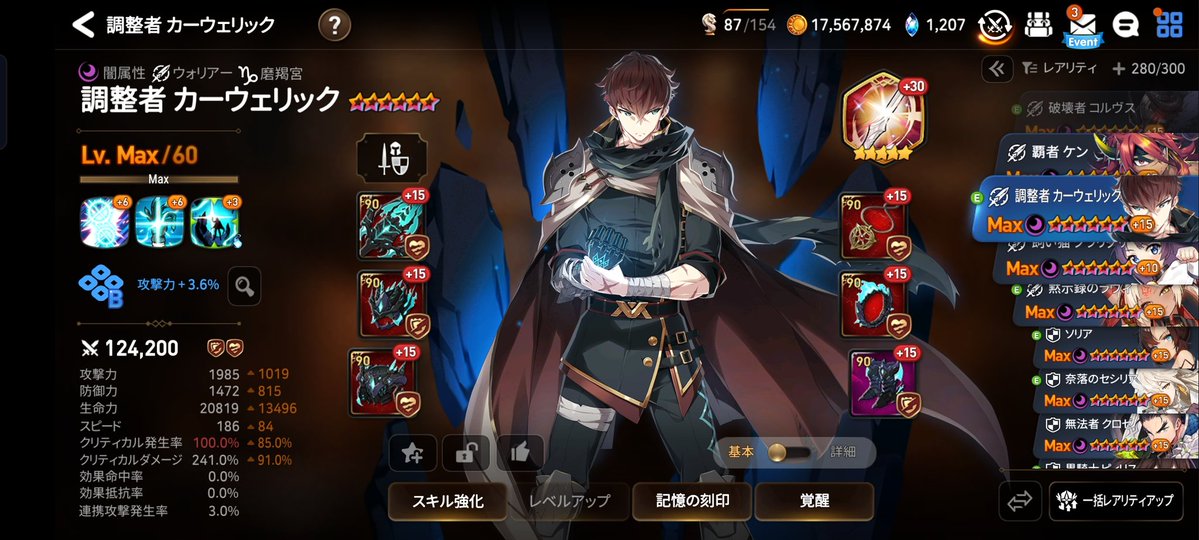 調整者 カーウェリック
?
87/154
17,567,874
1,207
3
Event
闇属性 ウォリアー 磨羯宮
調整者 カーウェリック
Lv. Max/60
Max
+6
+6
+3
B
攻撃力 + 3.6%
124,200
攻撃力 1985 1019
防御力 1472 815
生命力 20819 13496
スピード 186 84
クリティカル発生率 100.0% 85.0%
クリティカルダメージ 241.0% 91.0%
効果命中率 0.0%
効果抵抗率 0.0%
連携攻撃発生率 3.0%
90 +15
90 +15
90 +15
+30
90 +15
90 +15
90 +15
基本
詳細
スキル強化
レベルアップ
記憶の刻印
覚醒
レアリティ
280/300
破壊者 コルヴス
覇者 ケン
E
調整者 カーウェリック
Max +15
Max +10
E
黙示録のラヴィ
Max +15
E
ソリア
Max +15
E
奈落のセシリア
Max +15
無法者 クロゼ
Max +15
一括レアリティアップ